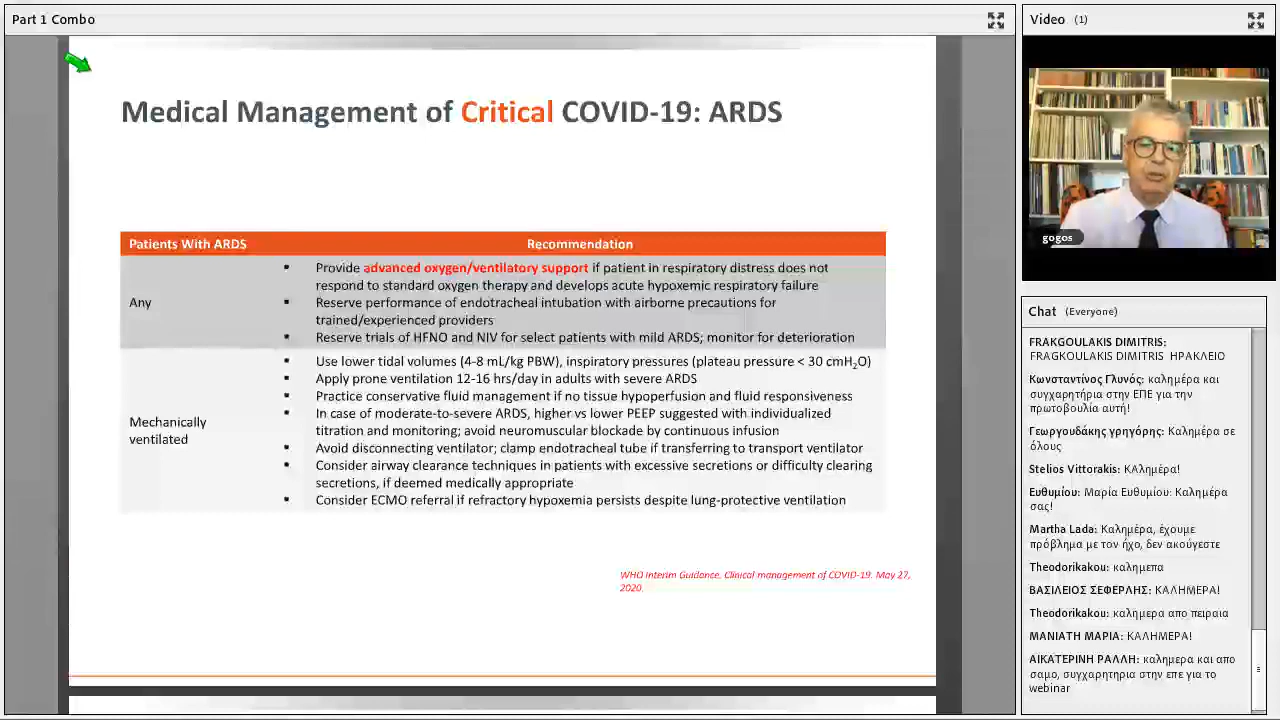 Part 1 Combo
Medical Management of Critical COVID-19: ARDS
Patients With ARDS
Recommendation
Any
▪ Provide advanced oxygen/ventilatory support if patient in respiratory distress does not
respond to standard oxygen therapy and develops acute hypoxemic respiratory failure
▪ Reserve performance of endotracheal intubation with airborne precautions for
trained/experienced providers
▪ Reserve trials of HFNO and NIV for select patients with mild ARDS; monitor for deterioration
Mechanically
ventilated
▪ Use lower tidal volumes (4-8 mL/kg PBW), inspiratory pressures (plateau pressure < 30 cmH2O)
▪ Apply prone ventilation 12-16 hrs/day in adults with severe ARDS
▪ Practice conservative fluid management if no tissue hypoperfusion and fluid responsiveness
▪ In case of moderate-to-severe ARDS, higher vs lower PEEP suggested with individualized
titration and monitoring; avoid neuromuscular blockade by continuous infusion
▪ Avoid disconnecting ventilator; clamp endotracheal tube if transferring to transport ventilator
▪ Consider airway clearance techniques in patients with excessive secretions or difficulty clearing
secretions, if deemed medically appropriate
▪ Consider ECMO referral if refractory hypoxemia persists despite lung-protective ventilation
WHO Interim Guidance. Clinical management of COVID-19. May 27,
2020.
Video (1)
gogos
Chat (Everyone)
FRAKGOULAKIS DIMITRIS:
FRAGKOULAKIS DIMITRIS ΗΡΑΚΛΕΙΟ
Κωνσταντίνος Γλυνός: καλημέρα και
συγχαρητήρια στην ΕΠΕ για την
πρωτοβουλία αυτή!
Γεωργουδάκης γρηγόρης: Καλημέρα σε
όλους
Stelios Vittorakis: ΚΑλημέρα!
Ευθυμίου: Μαρία Ευθυμίου: Καλημέρα
σας!
Martha Lada: Καλημέρα, έχουμε
πρόβλημα με τον ήχο, δεν ακούγεστε
Theodorikakou: καλημεπα
ΒΑΣΙΛΕΙΟΣ ΣΕΦΕΡΛΗΣ: ΚΑΛΗΜΕΡΑ!
Theodorikakou: καλημερα απο πειραια
ΜΑΝΙΑΤΗ ΜΑΡΙΑ: ΚΑΛΗΜΕΡΑ!
ΑΙΚΑΤΕΡΙΝΗ ΡΑΛΛΗ: καλημερα και απο
σαμο, συγχαρητηρια στην επε για το
webinar